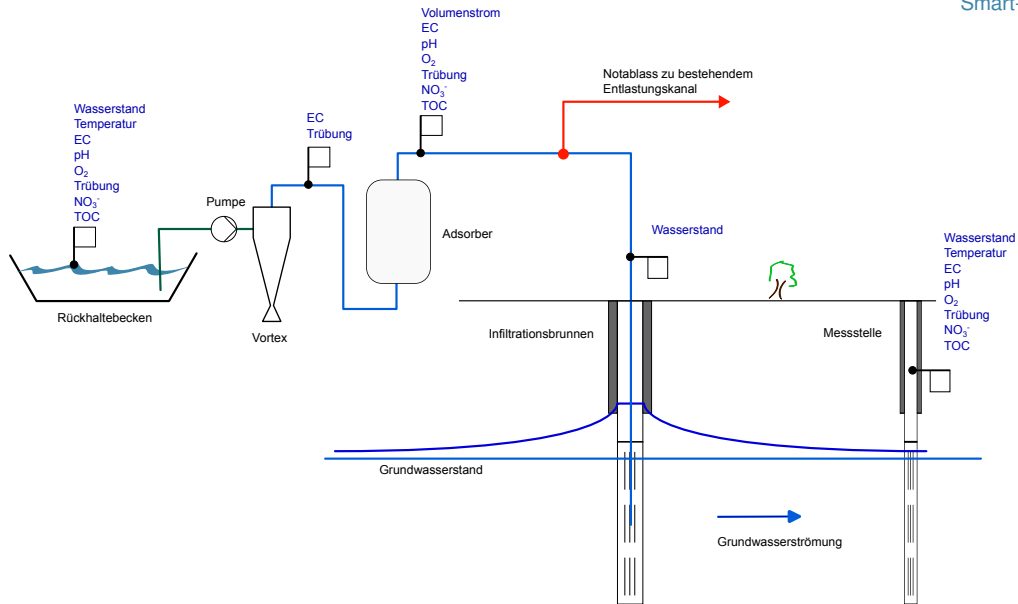 Smart-
Volumenstrom
EC
pH
O₂
Trübung
NO₃⁻
TOC
Notablass zu bestehendem
Entlastungskanal
Wasserstand
Temperatur
EC
pH
O₂
Trübung
NO₃⁻
TOC
EC
Trübung
Pumpe
Adsorber
Wasserstand
Wasserstand
Temperatur
EC
pH
O₂
Trübung
NO₃⁻
TOC
Rückhaltebecken
Vortex
Infiltrationsbrunnen
Messstelle
Grundwasserstand
Grundwasserströmung